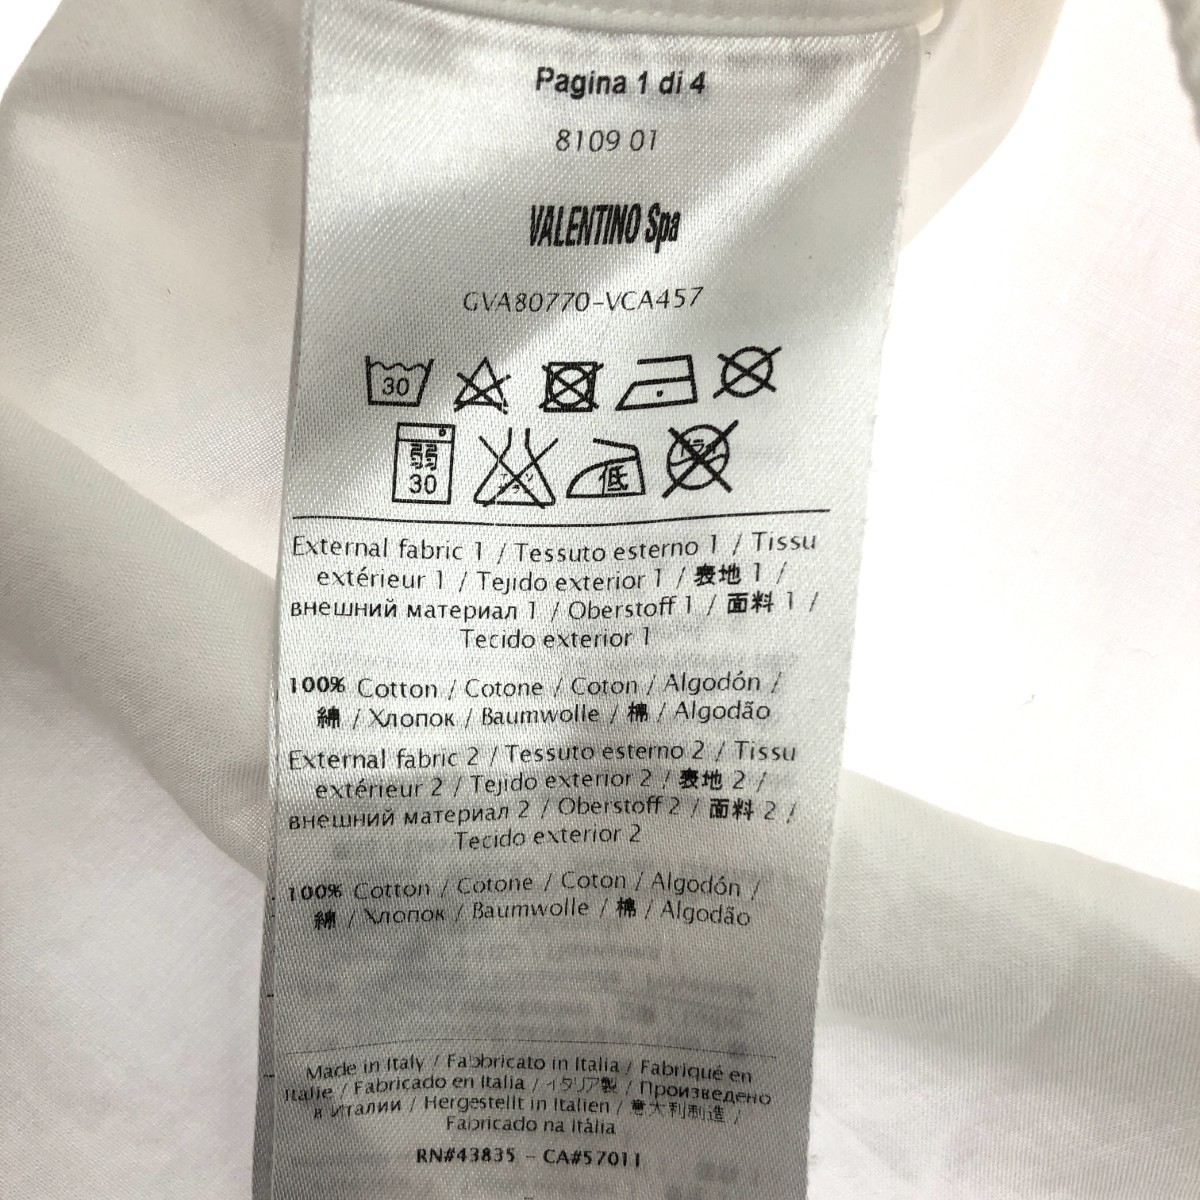 Pagina 1 di 4
8109 01
VALENTINO Spa
GVA80770-VCA457
30
弱
30
低
External fabric 1 / Tessuto esterno 1 / Tissu
extérieur 1 / Tejido exterior 1 / 表地 1 /
внешний материал 1 / Oberstoff 1 / 面料 1 /
Tecido exterior 1
100% Cotton / Cotone / Coton / Algodón /
綿 / Хлопок / Baumwolle / 棉 / Algodão
External fabric 2 / Tessuto esterno 2 / Tissu
extérieur 2 / Tejido exterior 2 / 表地 2 /
внешний материал 2 / Oberstoff 2 / 面料 2 /
Tecido exterior 2
100% Cotton / Cotone / Coton / Algodón /
綿 / Хлопок / Baumwolle / 棉 / Algodão
Made in Italy / Fabbricato in Italia / Fabriqué en
Italie / Fabricado en Italia / イタリア製 / Произведено
в Италии / Hergestellt in Italien / 意大利制造 /
Fabricado na Itália
RN#43835 - CA#57011